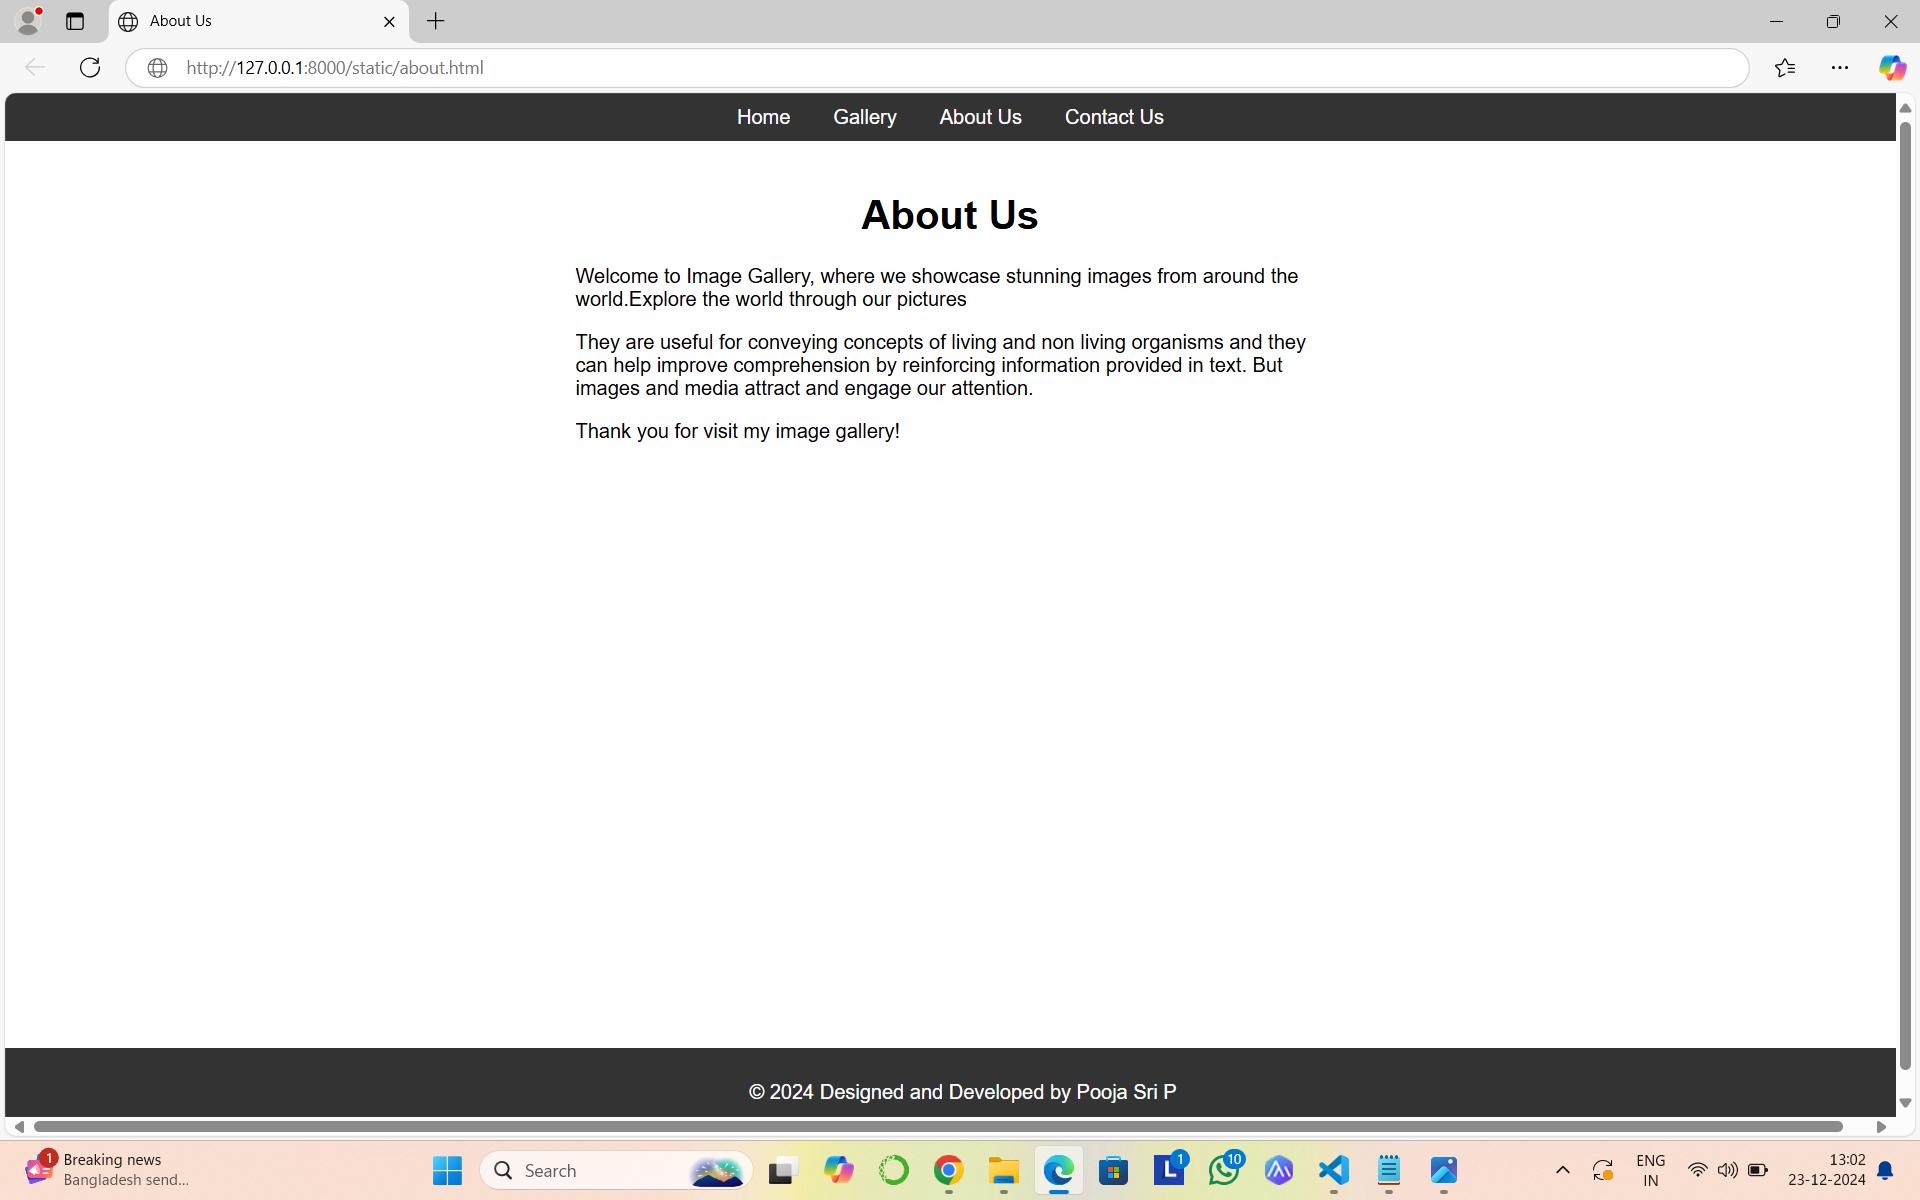 About Us
http://127.0.0.1:8000/static/about.html
Home Gallery About Us Contact Us
About Us
Welcome to Image Gallery, where we showcase stunning images from around the
world.Explore the world through our pictures
They are useful for conveying concepts of living and non living organisms and they
can help improve comprehension by reinforcing information provided in text. But
images and media attract and engage our attention.
Thank you for visit my image gallery!
© 2024 Designed and Developed by Pooja Sri P
1
Breaking news
Bangladesh send...
Search
L
1
10
ENG
IN
13:02
23-12-2024